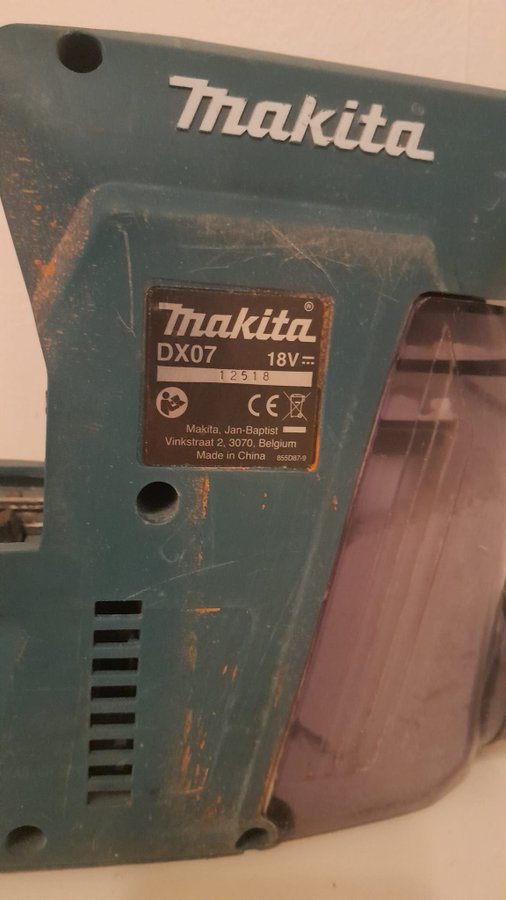 makita
makita®
DX07 18V
12518
CE
Makita, Jan-Baptist
Vinkstraat 2, 3070, Belgium
Made in China 855D87-9